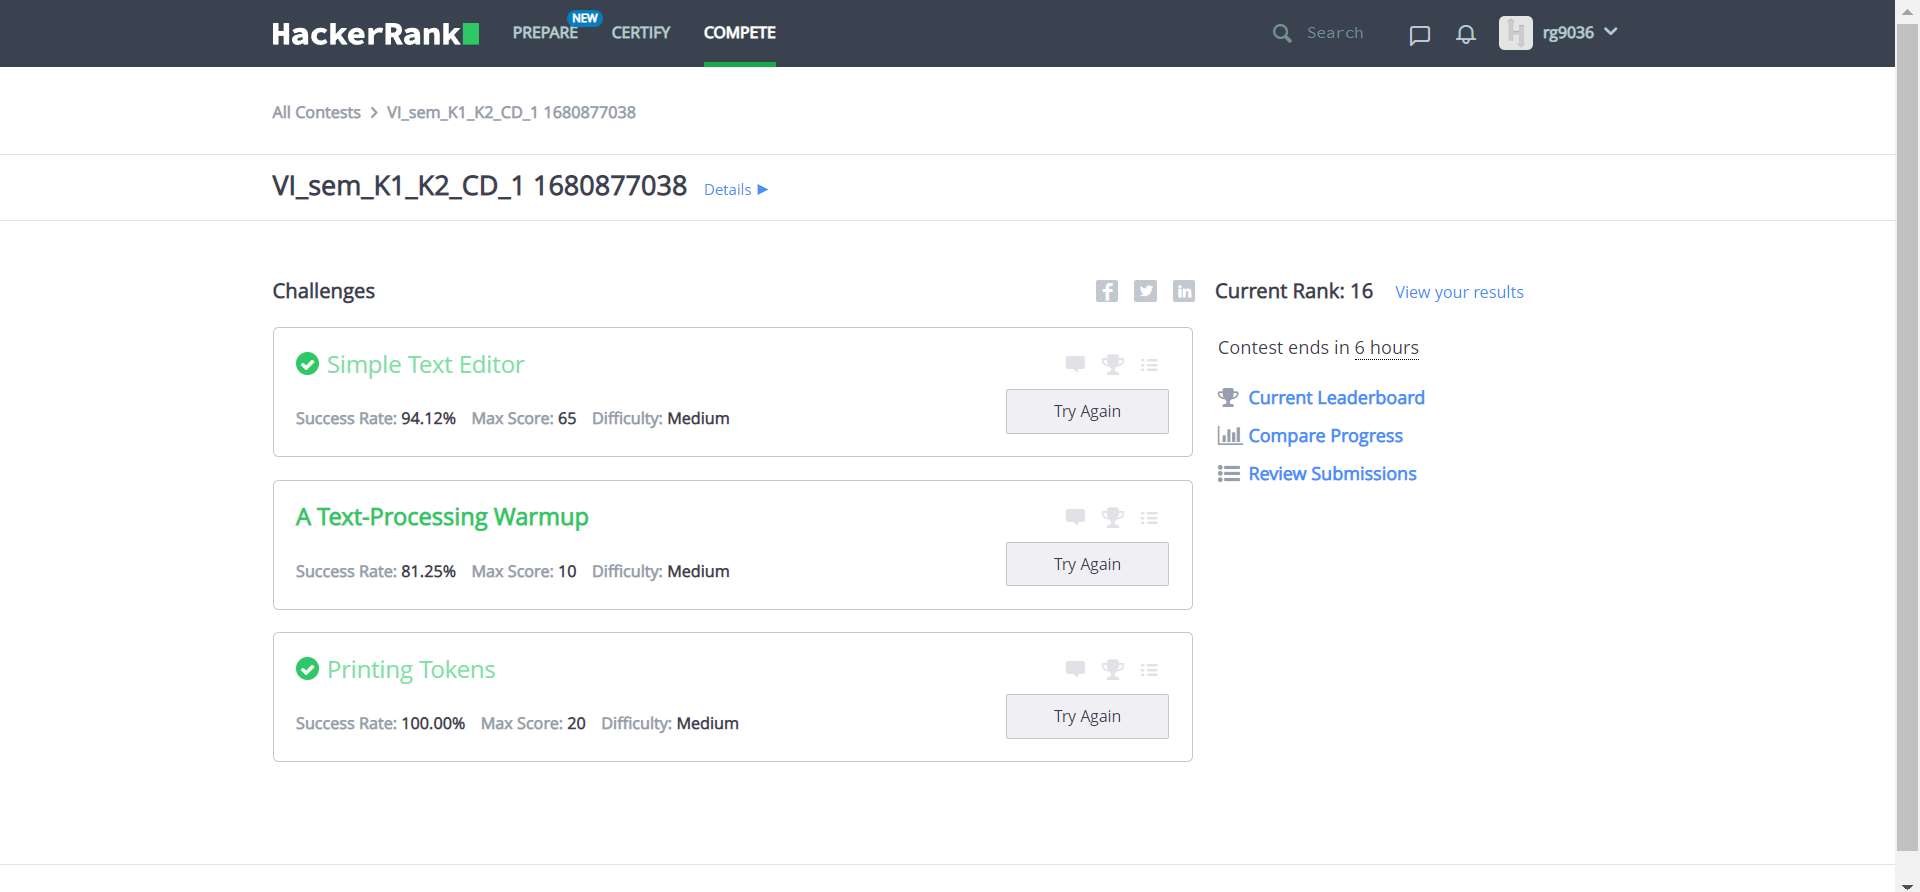 HackerRank PREPARE NEW CERTIFY COMPETE Search rg9036
All Contests > VI_sem_K1_K2_CD_1 1680877038
VI_sem_K1_K2_CD_1 1680877038 Details
Challenges
Simple Text Editor
Success Rate: 94.12% Max Score: 65 Difficulty: Medium
Try Again
A Text-Processing Warmup
Success Rate: 81.25% Max Score: 10 Difficulty: Medium
Try Again
Printing Tokens
Success Rate: 100.00% Max Score: 20 Difficulty: Medium
Try Again
Current Rank: 16 View your results
Contest ends in 6 hours
Current Leaderboard
Compare Progress
Review Submissions